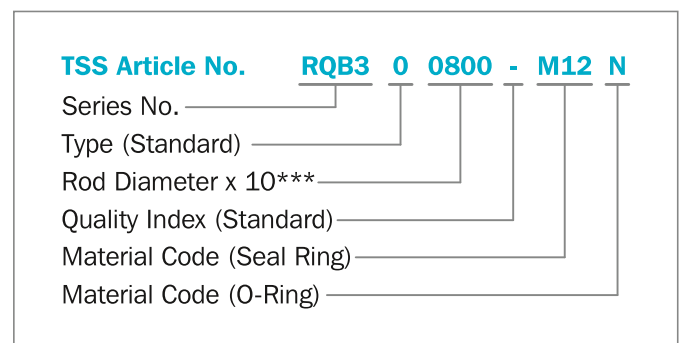 TSS Article No. RQB3 0 0800 - M12 N
Series No.
Type (Standard)
Rod Diameter x 10***
Quality Index (Standard)
Material Code (Seal Ring)
Material Code (O-Ring)